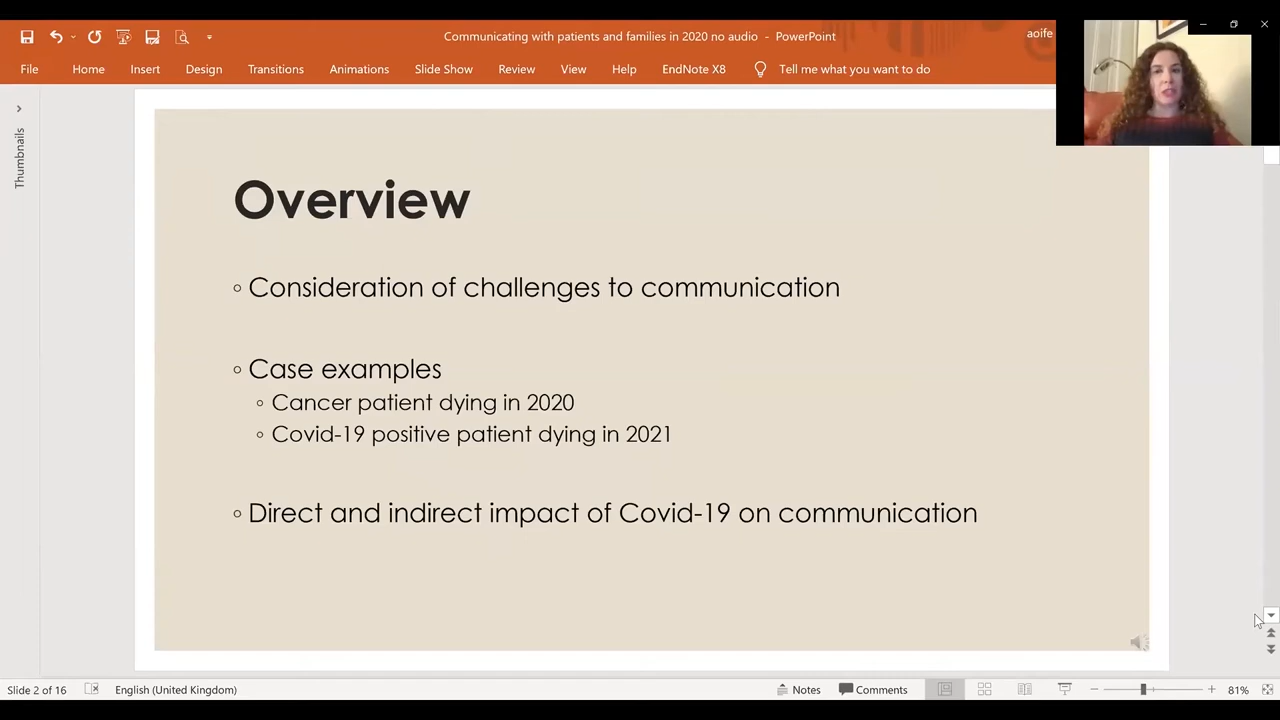 Communicating with patients and families in 2020 no audio - PowerPoint
aoife
File Home Insert Design Transitions Animations Slide Show Review View Help EndNote X8 Tell me what you want to do
Thumbnails
Overview
Consideration of challenges to communication
Case examples
Cancer patient dying in 2020
Covid-19 positive patient dying in 2021
Direct and indirect impact of Covid-19 on communication
Slide 2 of 16 English (United Kingdom) Notes Comments 81%